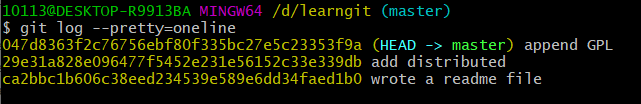 10113@DESKTOP-R9913BA MINGW64 /d/learngit (master)
$ git log --pretty=oneline
047d8363f2c76756ebf80f335bc27e5c23353f9a (HEAD -> master) append GPL
29e31a828e096477f5452e231e56152c33e339db add distributed
ca2bbc1b606c38eed234539e589e6dd34faed1b0 wrote a readme file